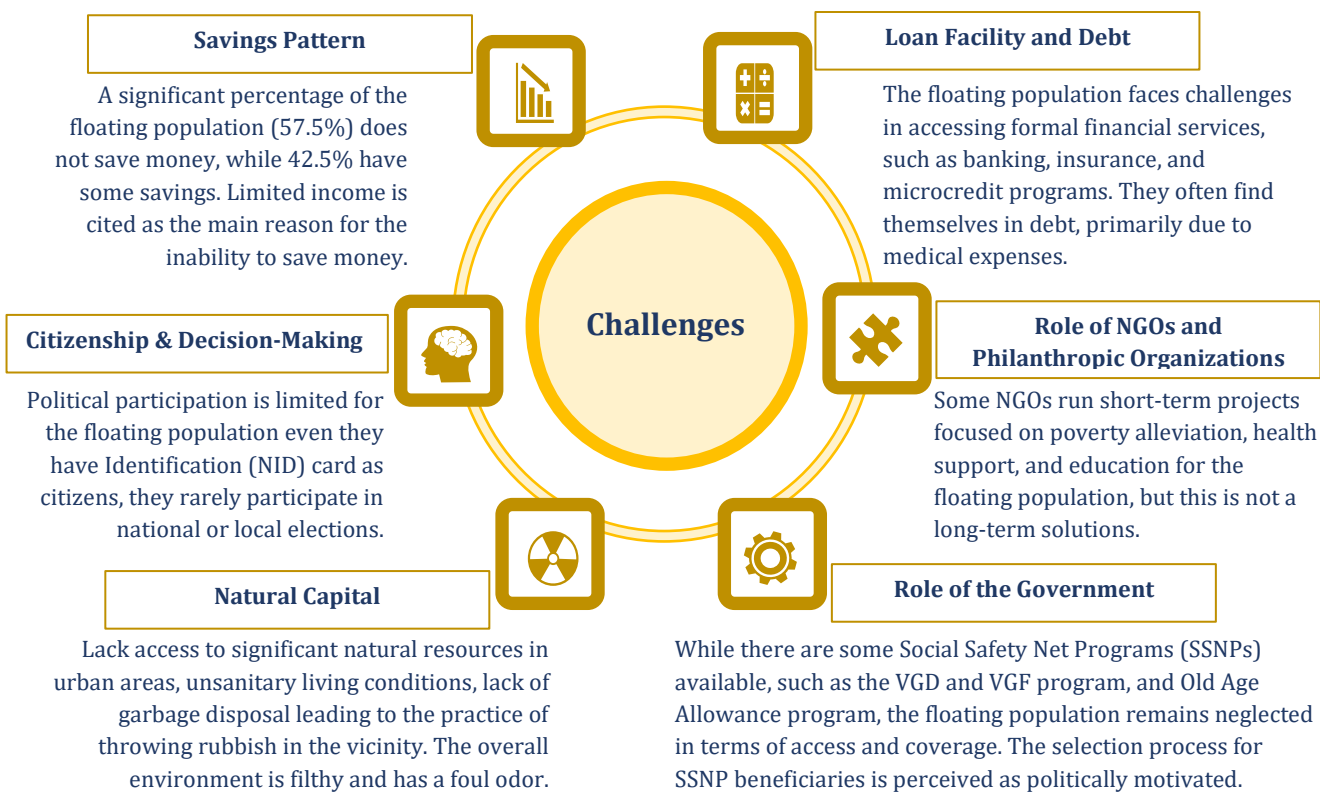 Savings Pattern
A significant percentage of the
floating population (57.5%) does
not save money, while 42.5% have
some savings. Limited income is
cited as the main reason for the
inability to save money.
Loan Facility and Debt
The floating population faces challenges
in accessing formal financial services,
such as banking, insurance, and
microcredit programs. They often find
themselves in debt, primarily due to
medical expenses.
Challenges
Citizenship & Decision-Making
Political participation is limited for
the floating population even they
have Identification (NID) card as
citizens, they rarely participate in
national or local elections.
Role of NGOs and
Philanthropic Organizations
Some NGOs run short-term projects
focused on poverty alleviation, health
support, and education for the
floating population, but this is not a
long-term solutions.
Natural Capital
Lack access to significant natural resources in
urban areas, unsanitary living conditions, lack of
garbage disposal leading to the practice of
throwing rubbish in the vicinity. The overall
environment is filthy and has a foul odor.
Role of the Government
While there are some Social Safety Net Programs (SSNPs)
available, such as the VGD and VGF program, and Old Age
Allowance program, the floating population remains neglected
in terms of access and coverage. The selection process for
SSNP beneficiaries is perceived as politically motivated.